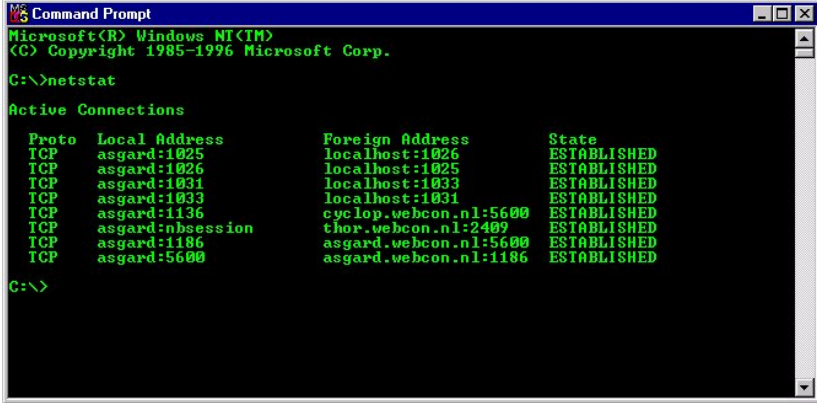 Command Prompt
Microsoft(R) Windows NT(TM)
(C) Copyright 1985-1996 Microsoft Corp.
C:\>netstat
Active Connections
Proto  Local Address          Foreign Address        State
TCP    asgard:1025            localhost:1026         ESTABLISHED
TCP    asgard:1026            localhost:1025         ESTABLISHED
TCP    asgard:1031            localhost:1033         ESTABLISHED
TCP    asgard:1033            localhost:1031         ESTABLISHED
TCP    asgard:1136            cyclop.webcon.nl:5600  ESTABLISHED
TCP    asgard:nbsession       thor.webcon.nl:2409    ESTABLISHED
TCP    asgard:1186            asgard.webcon.nl:5600  ESTABLISHED
TCP    asgard:5600            asgard.webcon.nl:1186  ESTABLISHED
C:\>